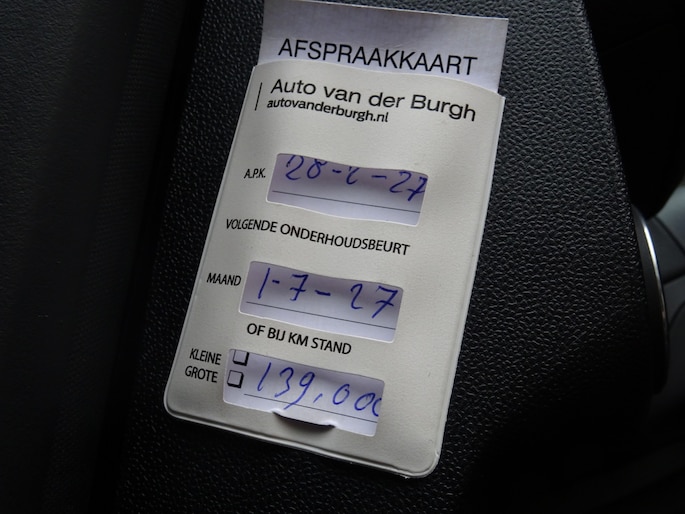 AFSPRAAKKAART
Auto van der Burgh
autovanderburgh.nl
A.P.K. 28-2-27
VOLGENDE ONDERHOUDSBEURT
MAAND 1-7-27
OF BIJ KM STAND
KLEINE
GROTE 139,000